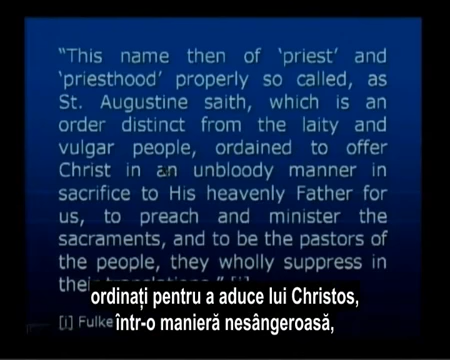 “This name then of ‘priest’ and
‘priesthood’ properly so called, as
St. Augustine saith, which is an
order distinct from the laity and
vulgar people, ordained to offer
Christ in an unbloody manner in
sacrifice to His heavenly Father for
us, to preach and minister the
sacraments, and to be the pastors of
the people, they wholly suppress in
their translations.” [i]
[i] Fulke
ordinați pentru a aduce lui Christos,
într-o manieră nesângeroasă,